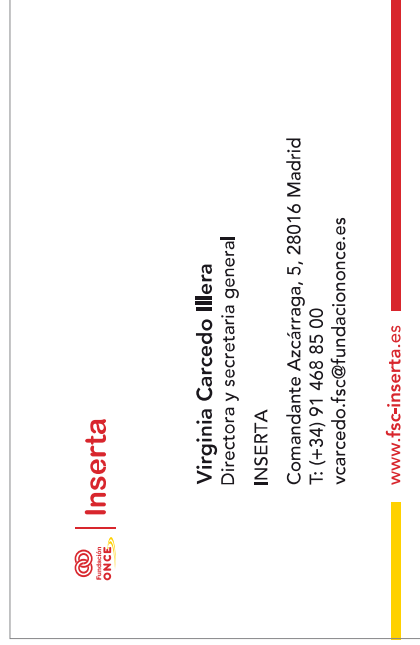 Fundación
ONCE
Inserta
Virginia Carcedo Illera
Directora y secretaria general
INSERTA
Comandante Azcárraga, 5, 28016 Madrid
T: (+34) 91 468 85 00
vcarcedo.fsc@fundaciononce.es
www.fsc-inserta.es